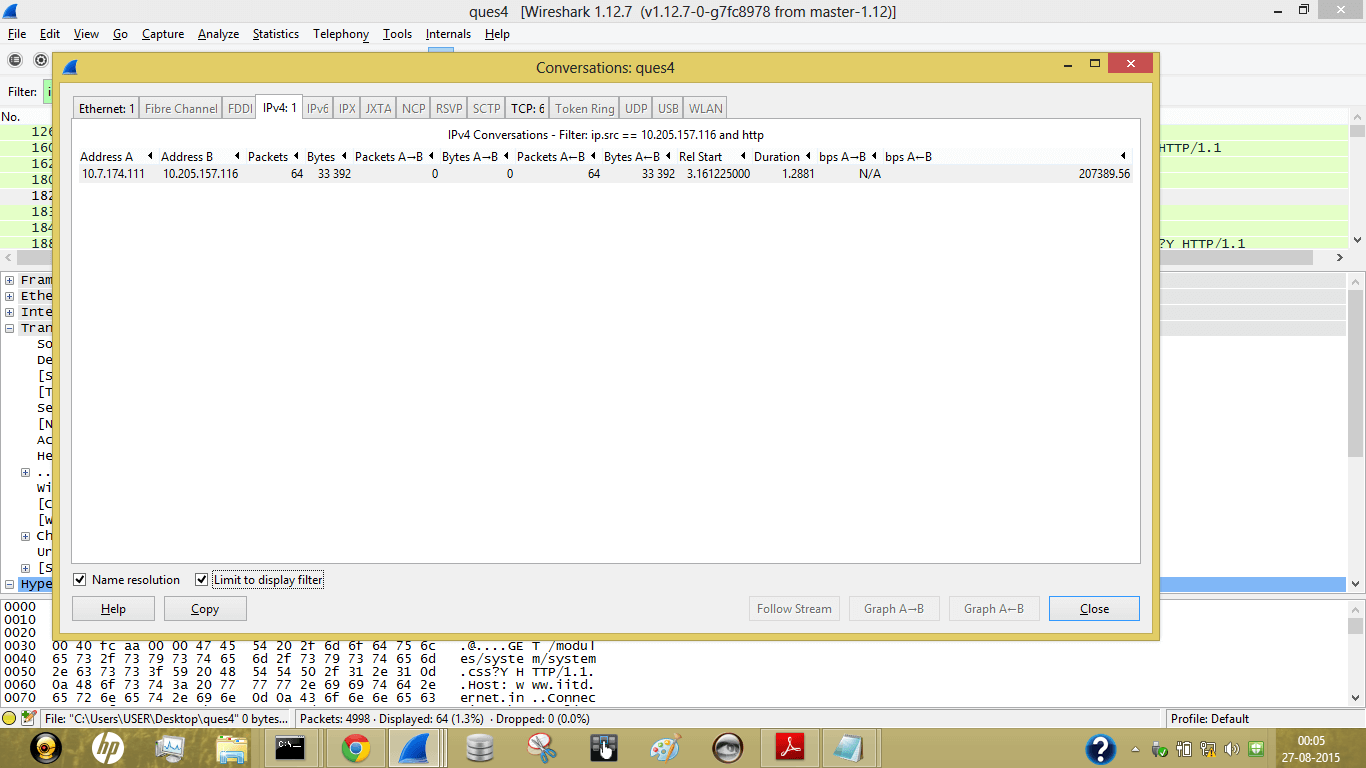 ques4 [Wireshark 1.12.7 (v1.12.7-0-g7fc8978 from master-1.12)]
File Edit View Go Capture Analyze Statistics Telephony Tools Internals Help
Conversations: ques4
Filter: i
Ethernet: 1 Fibre Channel FDDI IPv4: 1 IPv6 IPX JXTA NCP RSVP SCTP TCP: 6 Token Ring UDP USB WLAN
No.
IPv4 Conversations - Filter: ip.src == 10.205.157.116 and http
126
160 HTTP/1.1
Address A Address B Packets Bytes Packets A→B Bytes A→B Packets A←B Bytes A←B Rel Start Duration bps A→B bps A←B
162
10.7.174.111 10.205.157.116 64 33 392 0 0 64 33 392 3.161225000 1.2881 N/A 207389.56
180
182
183
184
188 ?Y HTTP/1.1
Fram
Ethe
Inte
Tran
So
De
[S
[T
Se
[N
Ac
He
..
Wi
[C
[W
Ch
Ur
[S
Name resolution Limit to display filter
Hype
Help Copy Follow Stream Graph A→B Graph A←B Close
0000
0010
0020
0030 00 40 fc aa 00 00 47 45 54 20 2f 6d 6f 64 75 6c .@....GE T /modul
0040 65 73 2f 73 79 73 74 65 6d 2f 73 79 73 74 65 6d es/syste m/system
0050 2e 63 73 73 3f 59 20 48 54 54 50 2f 31 2e 31 0d .css?Y H TTP/1.1.
0060 0a 48 6f 73 74 3a 20 77 77 77 2e 69 69 74 64 2e .Host: w ww.iitd.
0070 65 72 6e 65 74 2e 69 6e 0d 0a 43 6f 6e 6e 65 63 ernet.in ..Connec
File: "C:\Users\USER\Desktop\ques4" 0 bytes... Packets: 4998 · Displayed: 64 (1.3%) · Dropped: 0 (0.0%) Profile: Default
00:05
27-08-2015